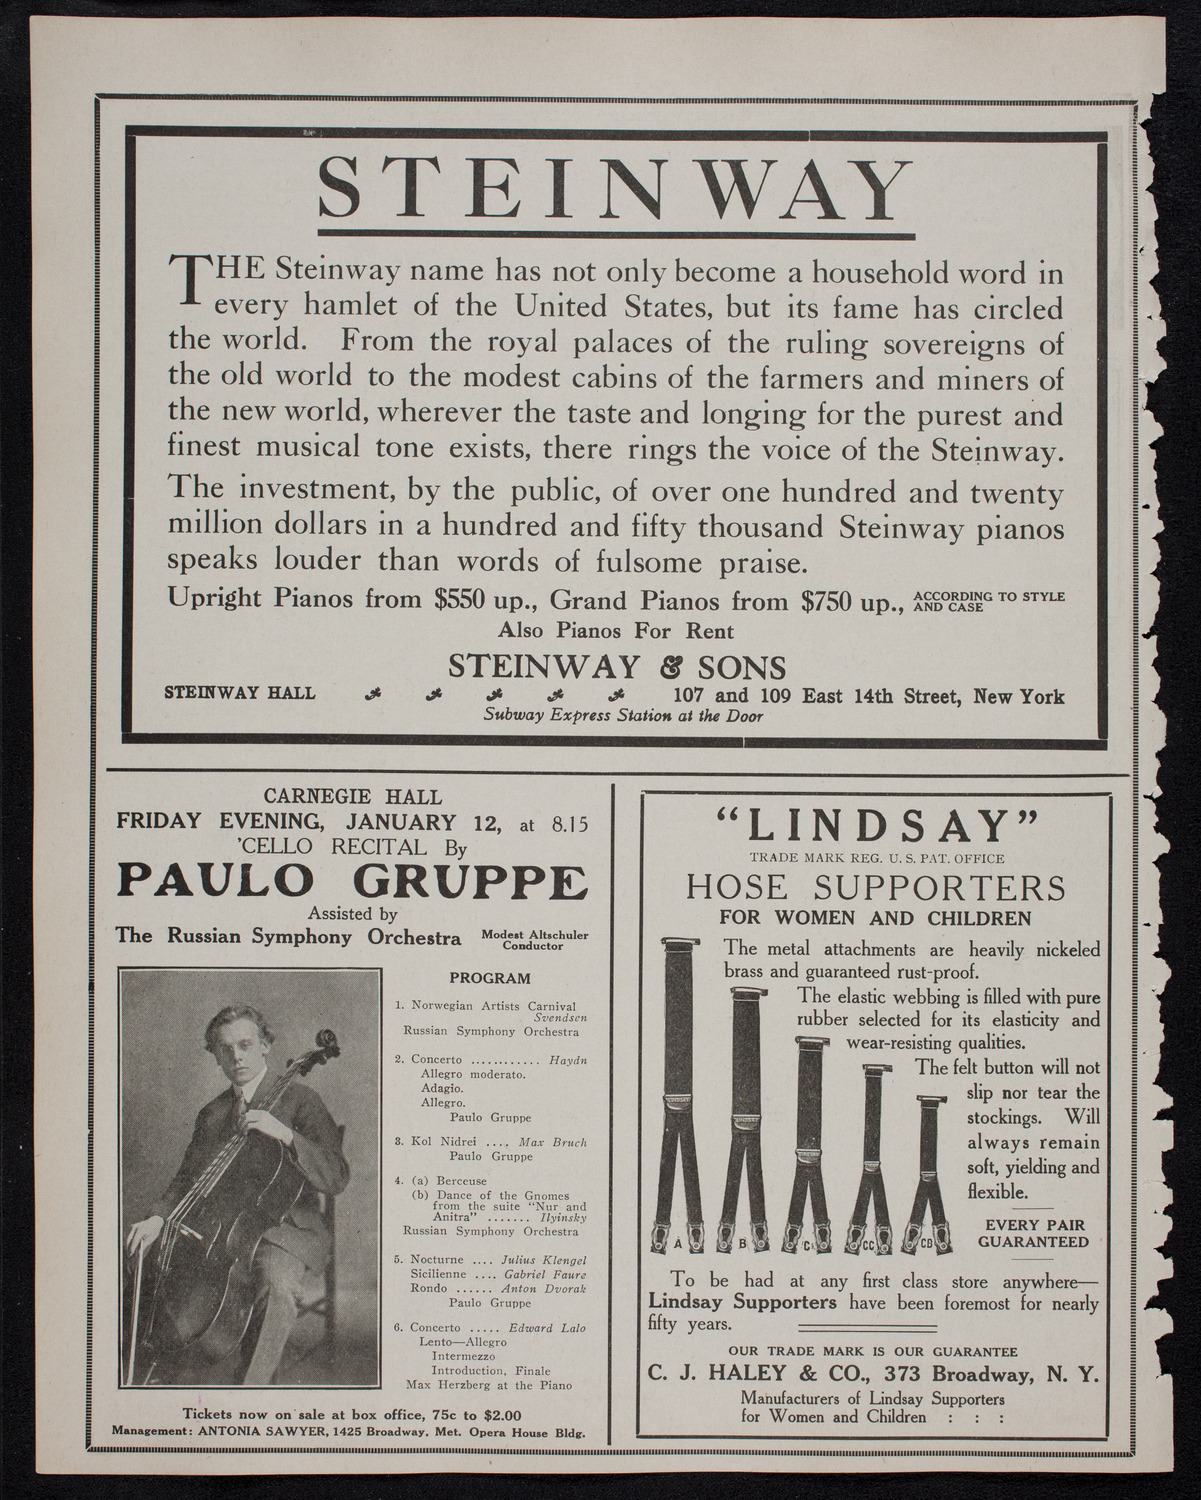 STEINWAY
THE Steinway name has not only become a household word in
every hamlet of the United States, but its fame has circled
the world. From the royal palaces of the ruling sovereigns of
the old world to the modest cabins of the farmers and miners of
the new world, wherever the taste and longing for the purest and
finest musical tone exists, there rings the voice of the Steinway.
The investment, by the public, of over one hundred and twenty
million dollars in a hundred and fifty thousand Steinway pianos
speaks louder than words of fulsome praise.
Upright Pianos from $550 up., Grand Pianos from $750 up., ACCORDING TO STYLE
AND CASE
Also Pianos For Rent
STEINWAY & SONS
STEINWAY HALL 107 and 109 East 14th Street, New York
Subway Express Station at the Door
CARNEGIE HALL
FRIDAY EVENING, JANUARY 12, at 8.15
'CELLO RECITAL By
PAULO GRUPPE
Assisted by
The Russian Symphony Orchestra Modest Altschuler
Conductor
PROGRAM
1. Norwegian Artists Carnival
Svendsen
Russian Symphony Orchestra
2. Concerto ............ Haydn
Allegro moderato.
Adagio.
Allegro.
Paulo Gruppe
3. Kol Nidrei .... Max Bruch
Paulo Gruppe
4. (a) Berceuse
(b) Dance of the Gnomes
from the suite "Nur and
Anitra" ....... Ilyinsky
Russian Symphony Orchestra
5. Nocturne .... Julius Klengel
Sicilienne .... Gabriel Faure
Rondo ...... Anton Dvorak
Paulo Gruppe
6. Concerto ..... Edward Lalo
Lento—Allegro
Intermezzo
Introduction, Finale
Max Herzberg at the Piano
Tickets now on sale at box office, 75c to $2.00
Management: ANTONIA SAWYER, 1425 Broadway. Met. Opera House Bldg.
"LINDSAY"
TRADE MARK REG. U. S. PAT. OFFICE
HOSE SUPPORTERS
FOR WOMEN AND CHILDREN
The metal attachments are heavily nickeled
brass and guaranteed rust-proof.
The elastic webbing is filled with pure
rubber selected for its elasticity and
wear-resisting qualities.
The felt button will not
slip nor tear the
stockings. Will
always remain
soft, yielding and
flexible.
EVERY PAIR
GUARANTEED
A B C CC CB
To be had at any first class store anywhere—
Lindsay Supporters have been foremost for nearly
fifty years.
OUR TRADE MARK IS OUR GUARANTEE
C. J. HALEY & CO., 373 Broadway, N. Y.
Manufacturers of Lindsay Supporters
for Women and Children : : :